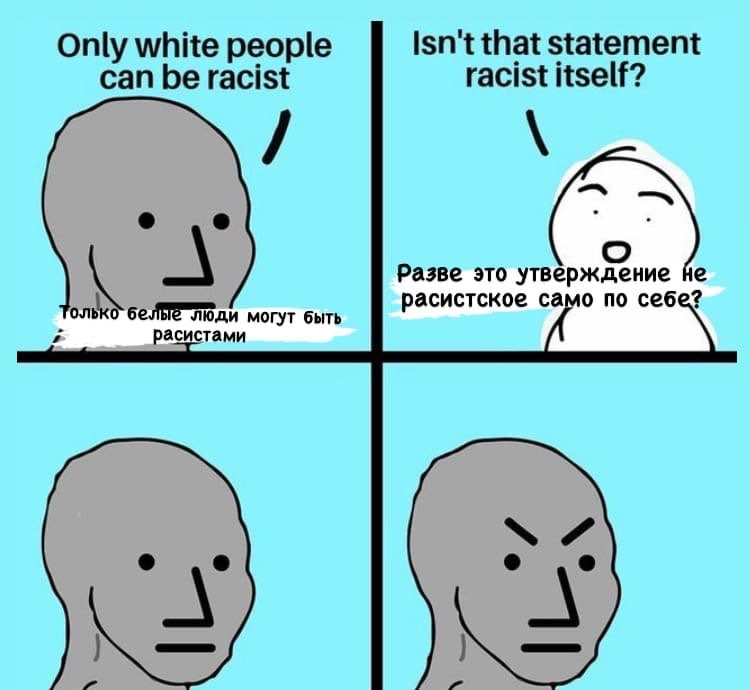 Only white people
can be racist
Только белые люди могут быть
расистами
Isn't that statement
racist itself?
Разве это утверждение не
расистское само по себе?